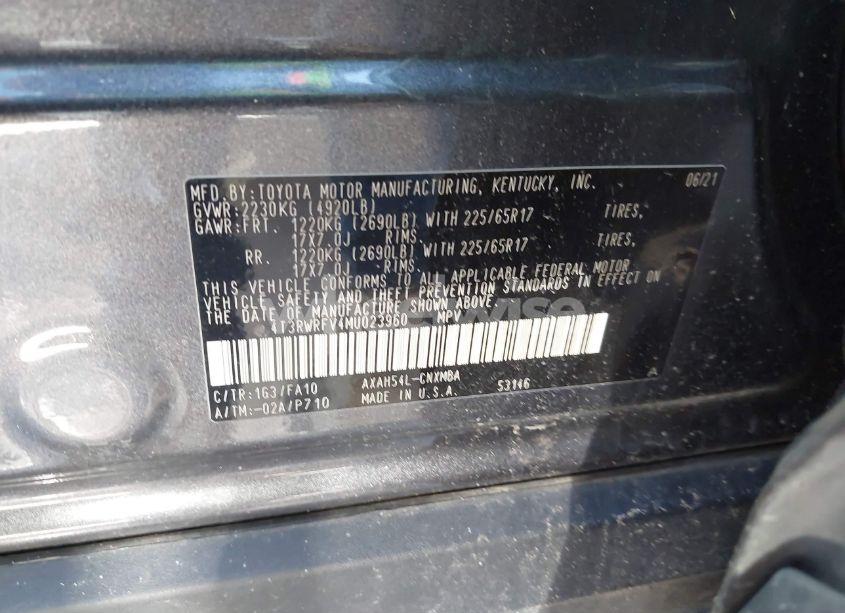 MFD.BY:TOYOTA MOTOR MANUFACTURING, KENTUCKY, INC. 06/21
GVWR:2230KG (4920LB)
GAWR:FRT. 1220KG (2690LB) WITH 225/65R17 TIRES,
17X7.0J RIMS.
RR. 1220KG (2690LB) WITH 225/65R17 TIRES,
17X7.0J RIMS.
THIS VEHICLE CONFORMS TO ALL APPLICABLE FEDERAL MOTOR
VEHICLE SAFETY AND THEFT PREVENTION STANDARDS IN EFFECT ON
THE DATE OF MANUFACTURE SHOWN ABOVE.
4T3RWRFV4MU023960 MPV
C/TR:1G3/FA10 AXAH54L-CNXMBA 53146
A/TM:-02A/P710 MADE IN U.S.A. A